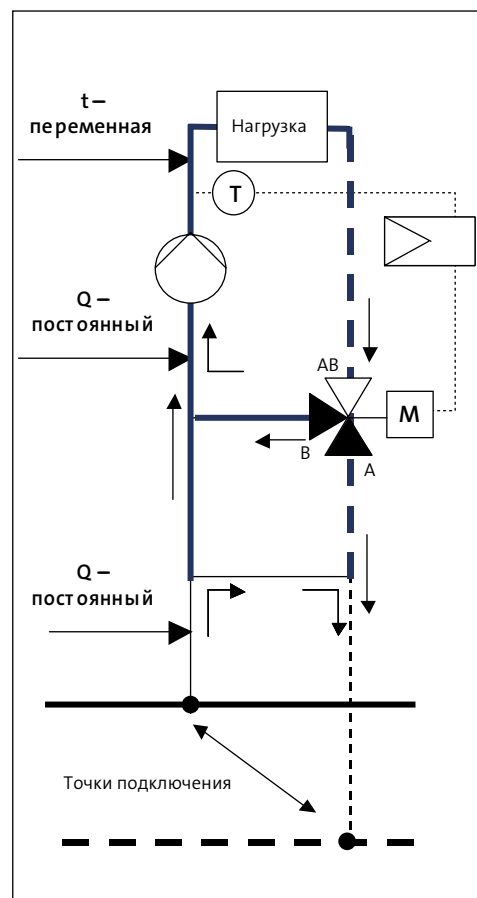 t –
переменная
Нагрузка
T
Q –
постоянный
AB
M
B
A
Q –
постоянный
Точки подключения